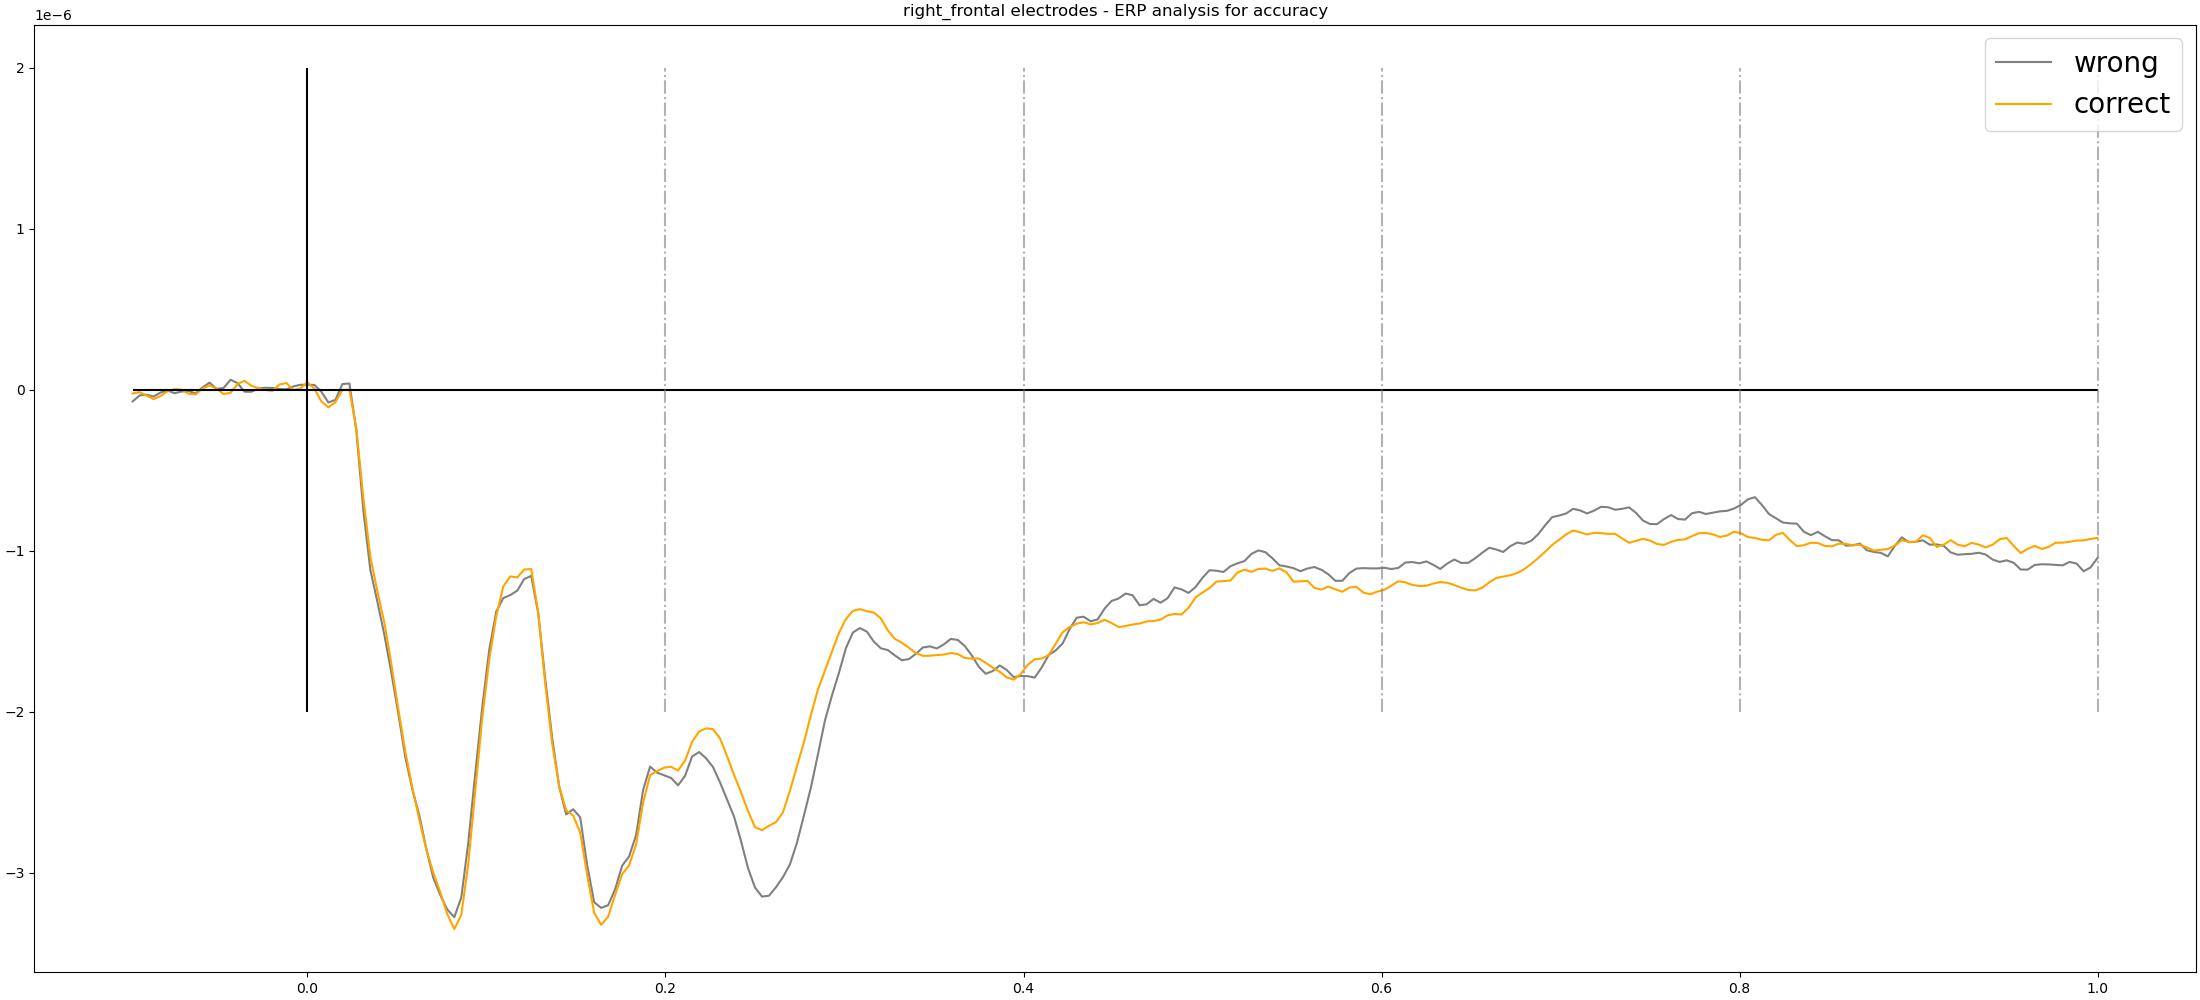 right_frontal electrodes - ERP analysis for accuracy
1e−6
wrong
correct
2
1
0
−1
−2
−3
0.0 0.2 0.4 0.6 0.8 1.0